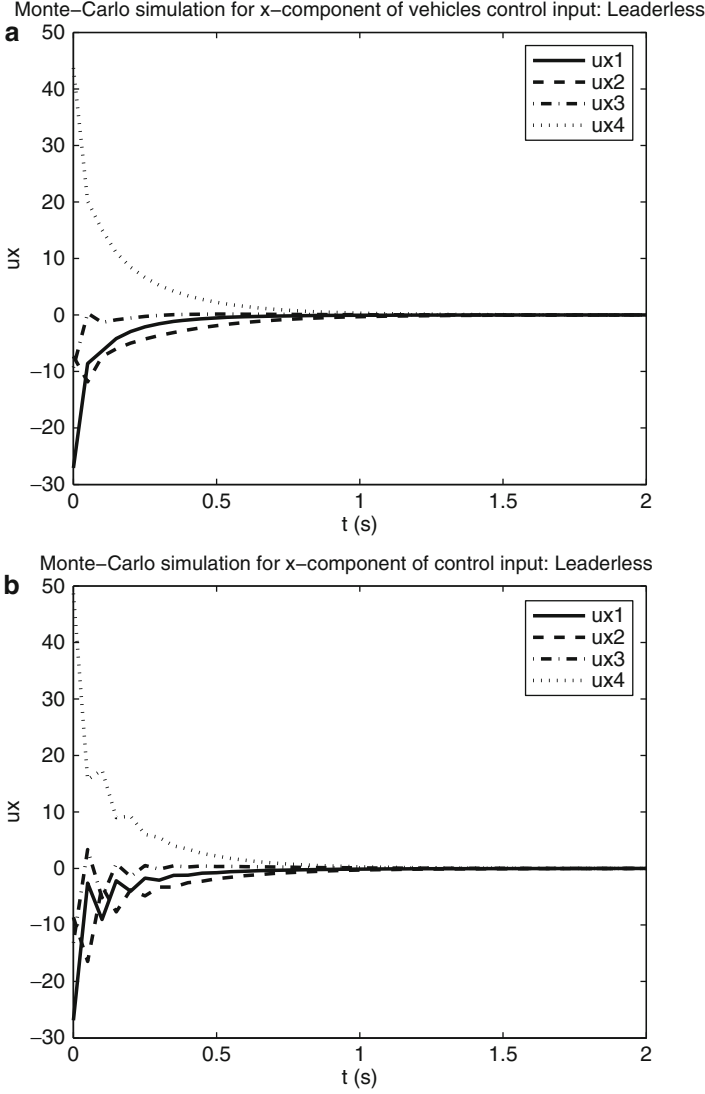 Monte–Carlo simulation for x–component of vehicles control input: Leaderless
a
50
40
30
20
10
0
−10
−20
−30
ux
0
0.5
1
1.5
2
t (s)
ux1
ux2
ux3
ux4
Monte–Carlo simulation for x–component of control input: Leaderless
b
50
40
30
20
10
0
−10
−20
−30
ux
0
0.5
1
1.5
2
t (s)
ux1
ux2
ux3
ux4